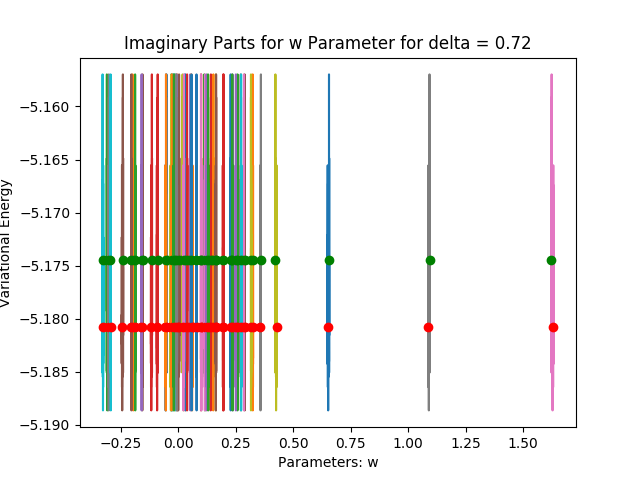 Imaginary Parts for w Parameter for delta = 0.72
Variational Energy
−5.160
−5.165
−5.170
−5.175
−5.180
−5.185
−5.190
−0.25 0.00 0.25 0.50 0.75 1.00 1.25 1.50
Parameters: w